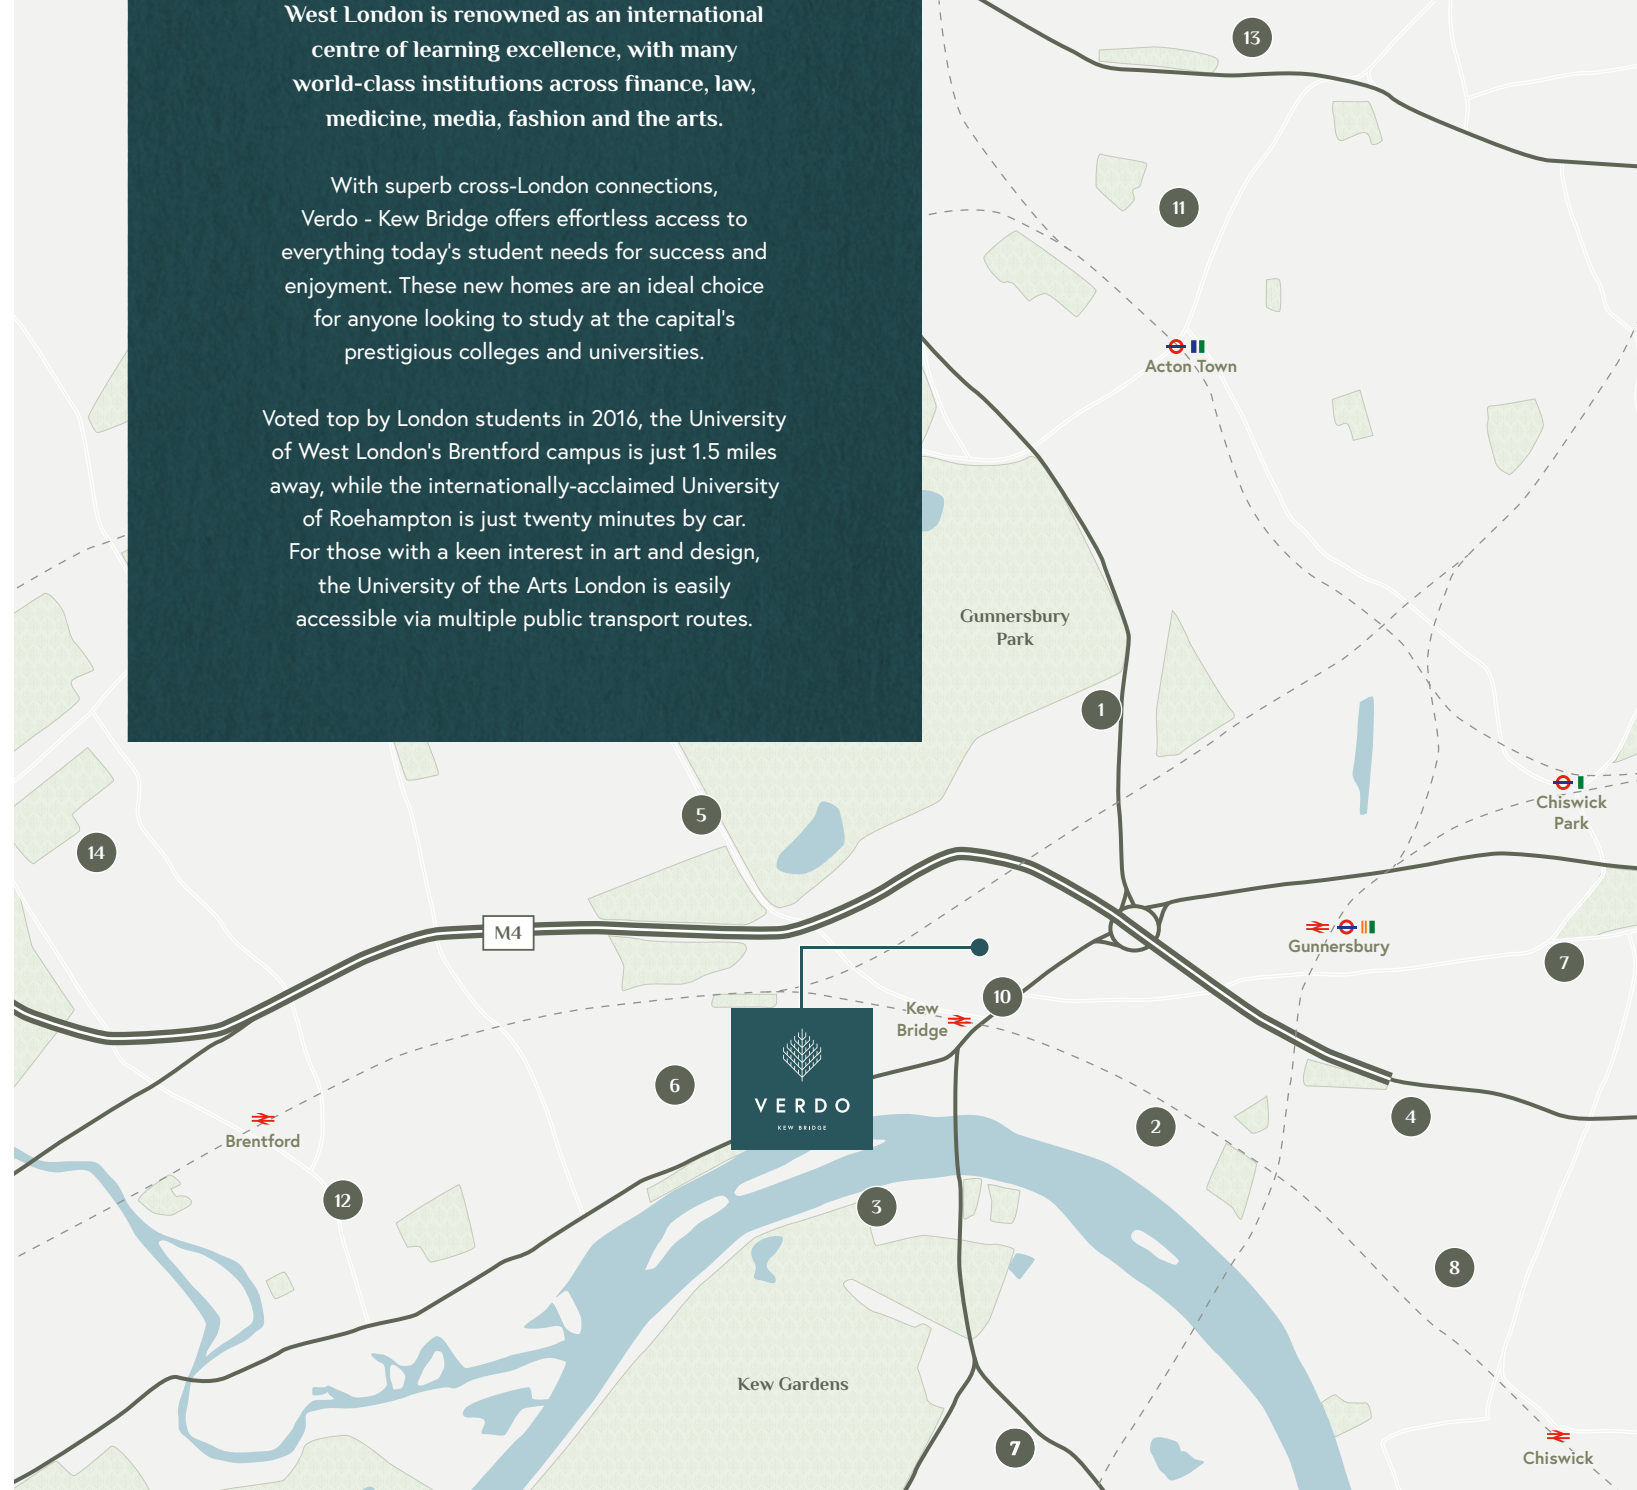 West London is renowned as an international
centre of learning excellence, with many
world-class institutions across finance, law,
medicine, media, fashion and the arts.
With superb cross-London connections,
Verdo - Kew Bridge offers effortless access to
everything today's student needs for success and
enjoyment. These new homes are an ideal choice
for anyone looking to study at the capital's
prestigious colleges and universities.
Voted top by London students in 2016, the University
of West London's Brentford campus is just 1.5 miles
away, while the internationally-acclaimed University
of Roehampton is just twenty minutes by car.
For those with a keen interest in art and design,
the University of the Arts London is easily
accessible via multiple public transport routes.
13
11
Acton Town
Gunnersbury
Park
1
Chiswick
Park
5
14
M4
Gunnersbury
7
10
Kew
Bridge
6
VERDO
KEW BRIDGE
2
4
Brentford
12
3
8
Kew Gardens
7
Chiswick